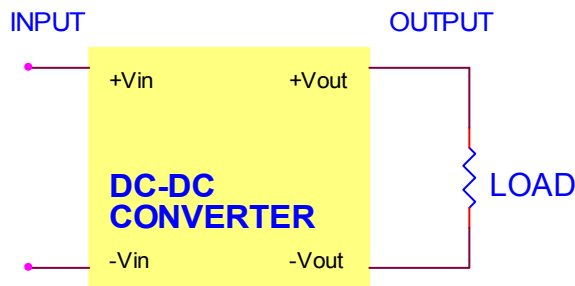 INPUT OUTPUT
+Vin +Vout
DC-DC
CONVERTER
LOAD
-Vin -Vout